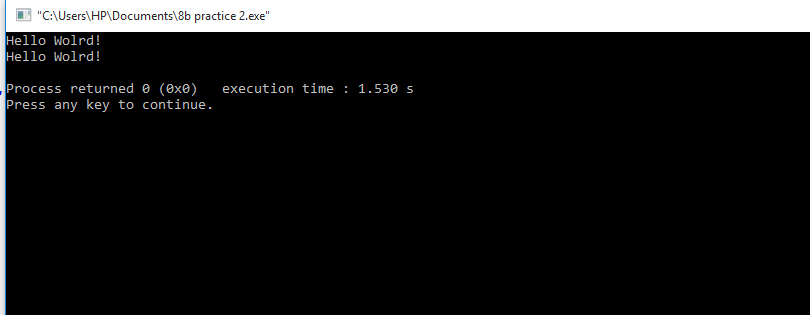 "C:\Users\HP\Documents\8b practice 2.exe"
Hello Wolrd!
Hello Wolrd!
Process returned 0 (0x0)   execution time : 1.530 s
Press any key to continue.